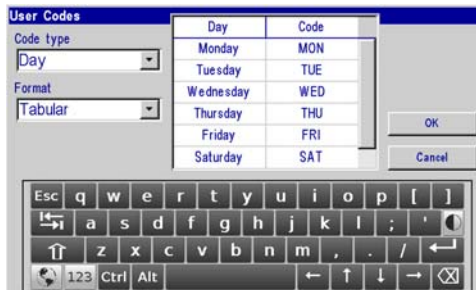 User Codes
Code type
Day
Format
Tabular
Day Code
Monday MON
Tuesday TUE
Wednesday WED
Thursday THU
Friday FRI
Saturday SAT
OK
Cancel
Esc q w e r t y u i o p [ ]
a s d f g h j k l ; '
z x c v b n m , . /
123 Ctrl Alt